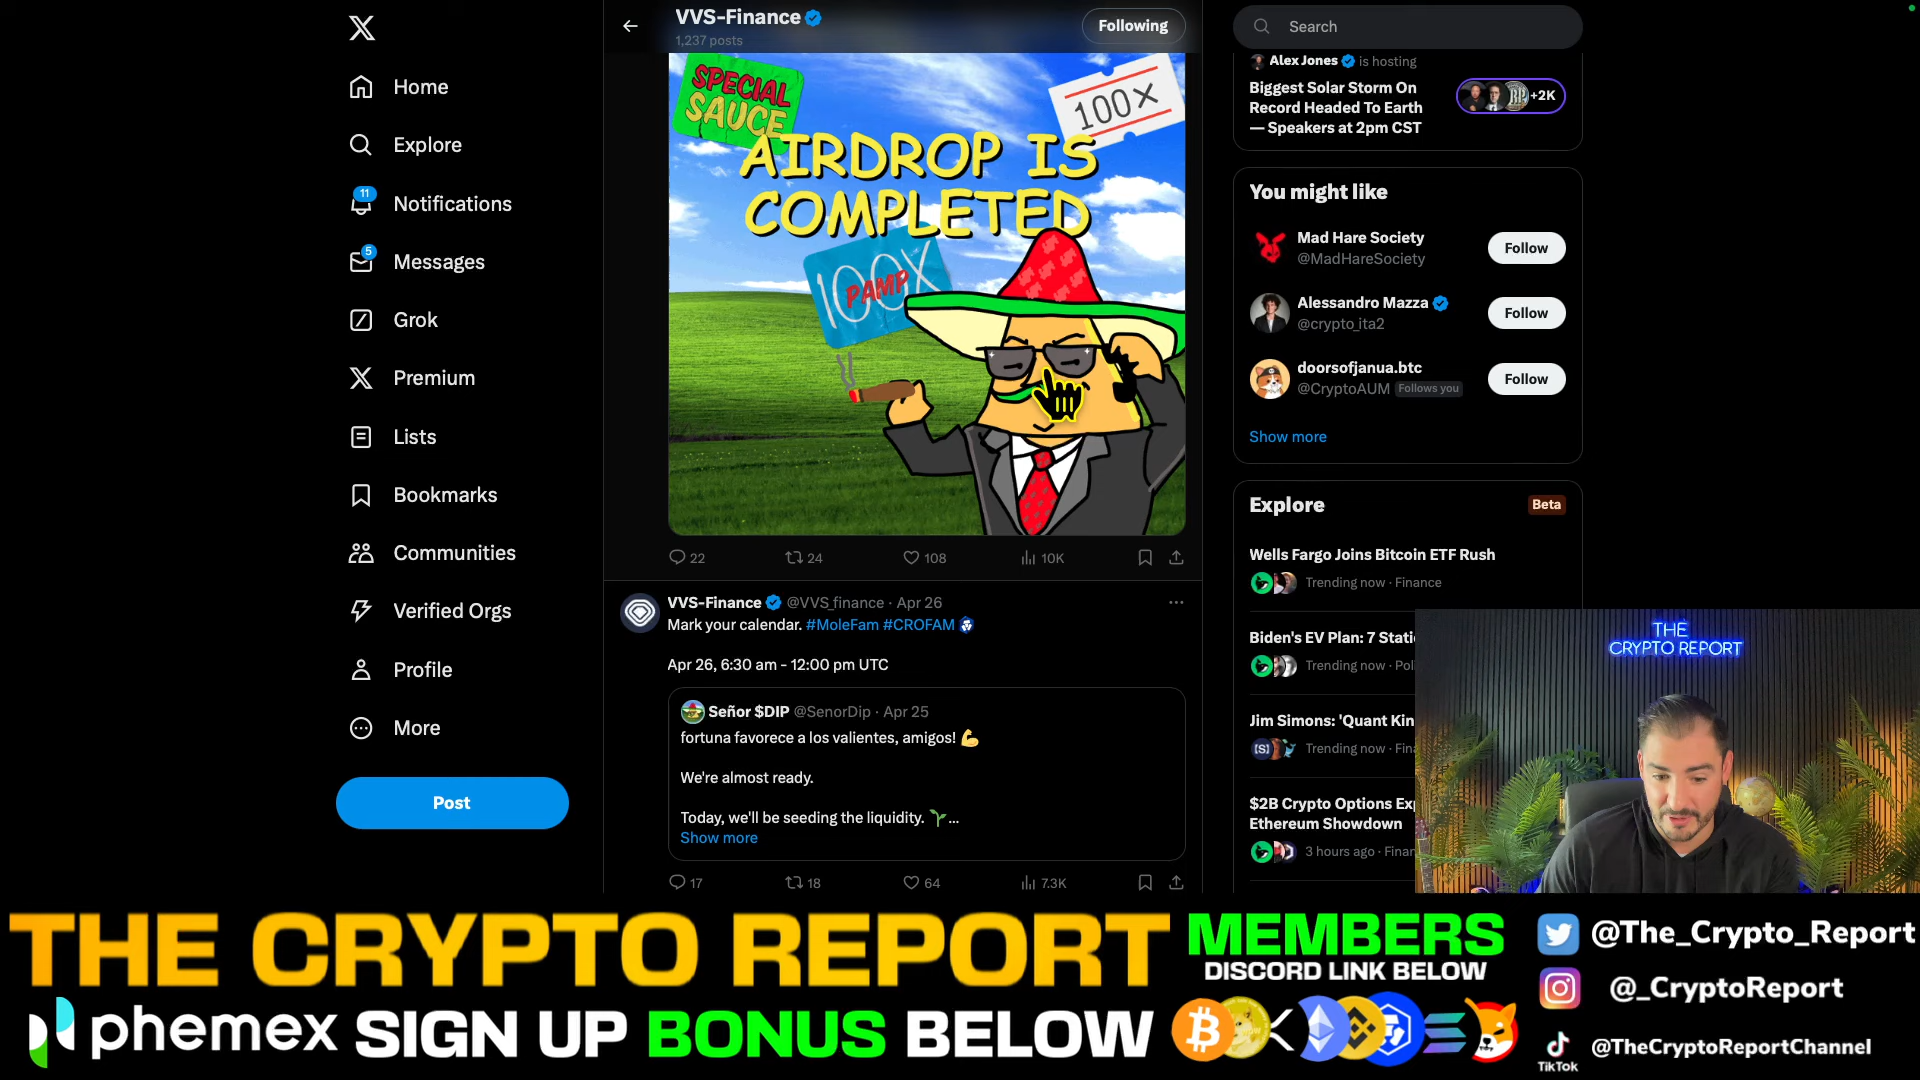 VVS-Finance
1,237 posts
Following
Search
Home
Explore
11
Notifications
5
Messages
Grok
Premium
Lists
Bookmarks
Communities
Verified Orgs
Profile
More
Post
SPECIAL
SAUCE
100X
AIRDROP IS
COMPLETED
100X
PAMP
22
24
108
10K
VVS-Finance @VVS_finance · Apr 26
Mark your calendar. #MoleFam #CROFAM
Apr 26, 6:30 am - 12:00 pm UTC
Señor $DIP @SenorDip · Apr 25
fortuna favorece a los valientes, amigos! 💪
We're almost ready.
Today, we'll be seeding the liquidity. 🌱...
Show more
17
18
64
7.3K
Alex Jones is hosting
Biggest Solar Storm On
Record Headed To Earth
— Speakers at 2pm CST
+2K
You might like
Mad Hare Society
@MadHareSociety
Follow
Alessandro Mazza
@crypto_ita2
Follow
doorsofjanua.btc
@CryptoAUM Follows you
Follow
Show more
Explore
Beta
Wells Fargo Joins Bitcoin ETF Rush
Trending now · Finance
Biden's EV Plan: 7 Stati
Trending now · Pol
Jim Simons: 'Quant Kin
Trending now · Fina
$2B Crypto Options Exp
Ethereum Showdown
3 hours ago · Finan
THE
CRYPTO REPORT
THE CRYPTO REPORT
phemex SIGN UP BONUS BELOW
MEMBERS
DISCORD LINK BELOW
@The_Crypto_Report
@_CryptoReport
TikTok
@TheCryptoReportChannel